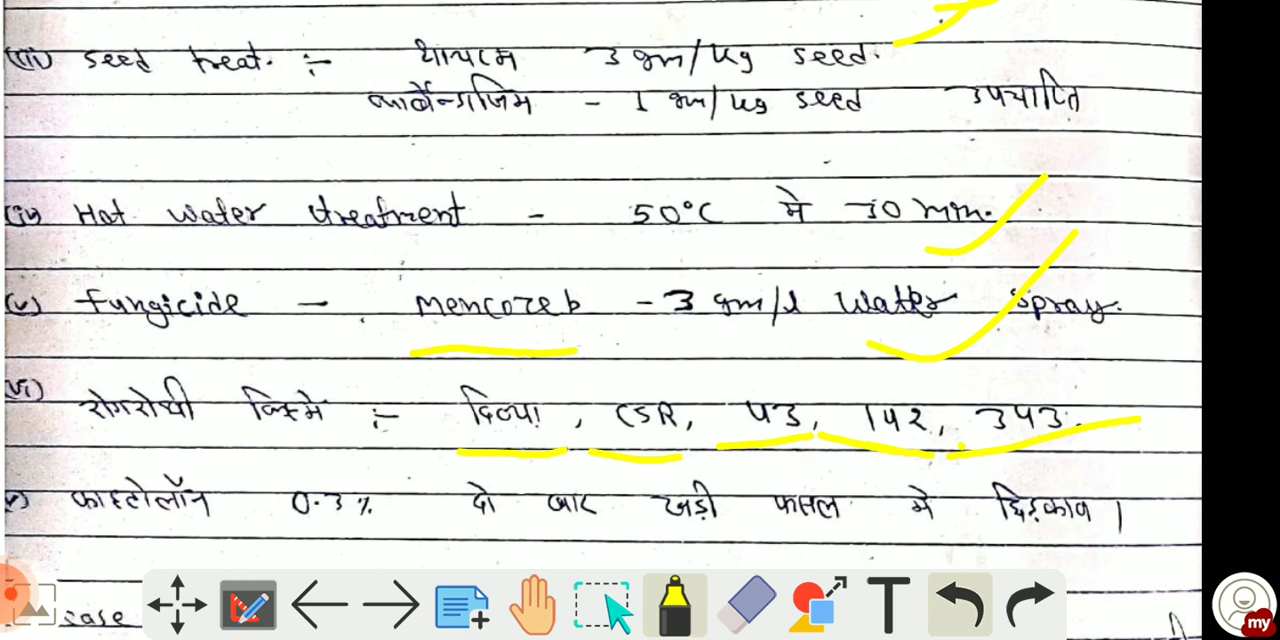 (iii) Seed treat. :- थायरम 3 gm/kg seed.
कार्बेन्डाजिम - 1 gm/kg seed उपचारित
(iv) Hot water treatment - 50°C मे 30 min.
(v) Fungicide - Mencozeb - 3 gm/l Water Spray.
(vi) रोगरोधी किस्मे :- दिव्या, CSR, 43, 142, 343.
फाइटोलॉन 0.3% दो बार खड़ी फसल मे छिड़काव।
T
my